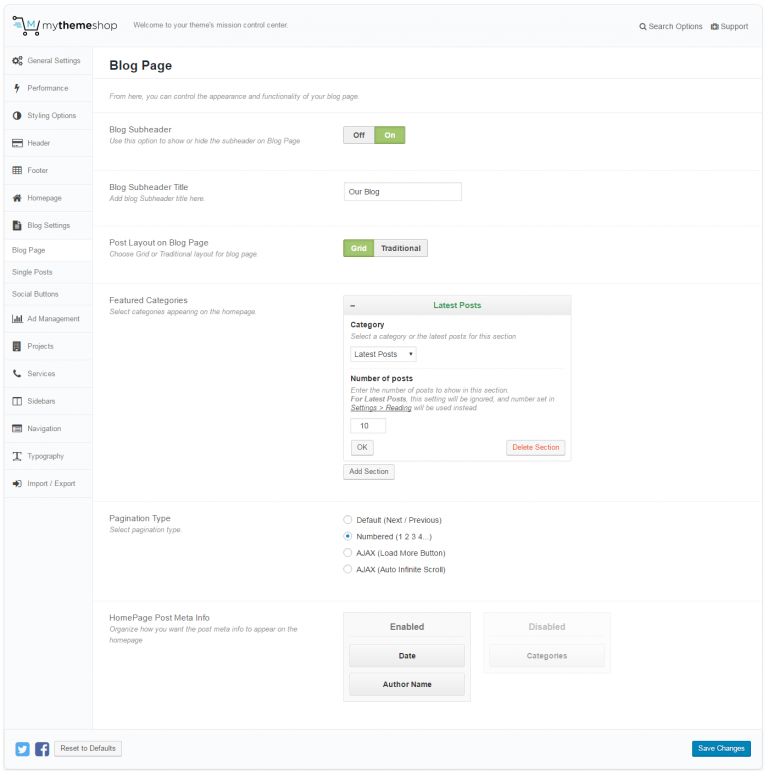 M mythemeshop
Welcome to your theme's mission control center.
Search Options
Support
General Settings
Performance
Styling Options
Header
Footer
Homepage
Blog Settings
Blog Page
Single Posts
Social Buttons
Ad Management
Projects
Services
Sidebars
Navigation
Typography
Import / Export
Blog Page
From here, you can control the appearance and functionality of your blog page.
Blog Subheader
Use this option to show or hide the subheader on Blog Page
Off On
Blog Subheader Title
Add blog Subheader title here.
Our Blog
Post Layout on Blog Page
Choose Grid or Traditional layout for blog page.
Grid Traditional
Featured Categories
Select categories appearing on the homepage.
– Latest Posts
Category
Select a category or the latest posts for this section
Latest Posts
Number of posts
Enter the number of posts to show in this section.
For Latest Posts, this setting will be ignored, and number set in
Settings > Reading will be used instead.
10
OK Delete Section
Add Section
Pagination Type
Select pagination type.
Default (Next / Previous)
Numbered (1 2 3 4...)
AJAX (Load More Button)
AJAX (Auto Infinite Scroll)
HomePage Post Meta Info
Organize how you want the post meta info to appear on the
homepage
Enabled
Date
Author Name
Disabled
Categories
Reset to Defaults
Save Changes